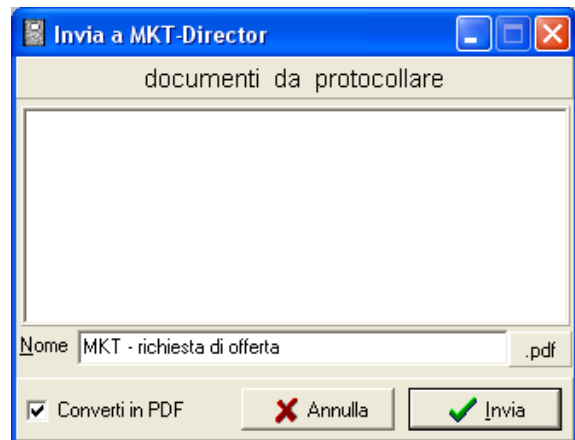 Invia a MKT-Director
documenti da protocollare
Nome MKT - richiesta di offerta .pdf
Converti in PDF Annulla Invia